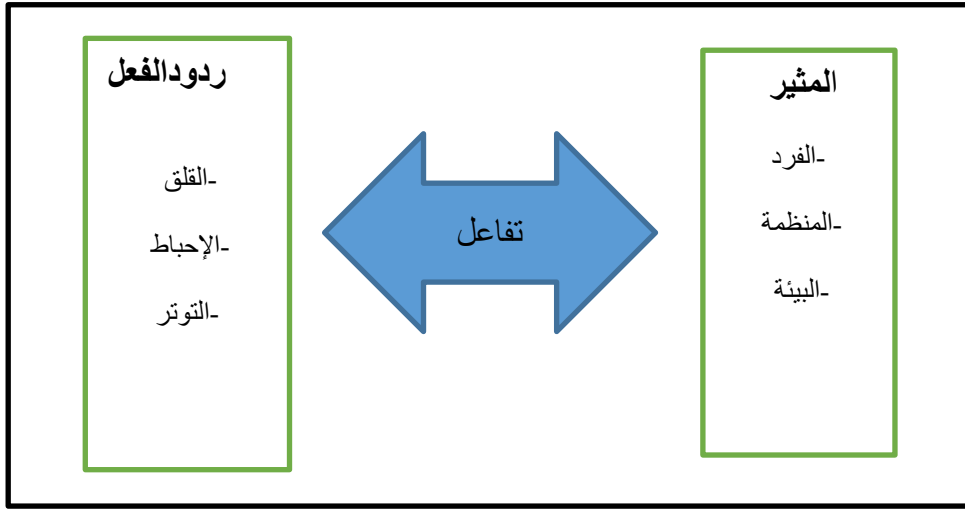 المثير
-الفرد
-المنظمة
-البيئة
تفاعل
ردودالفعل
-القلق
-الإحباط
-التوتر